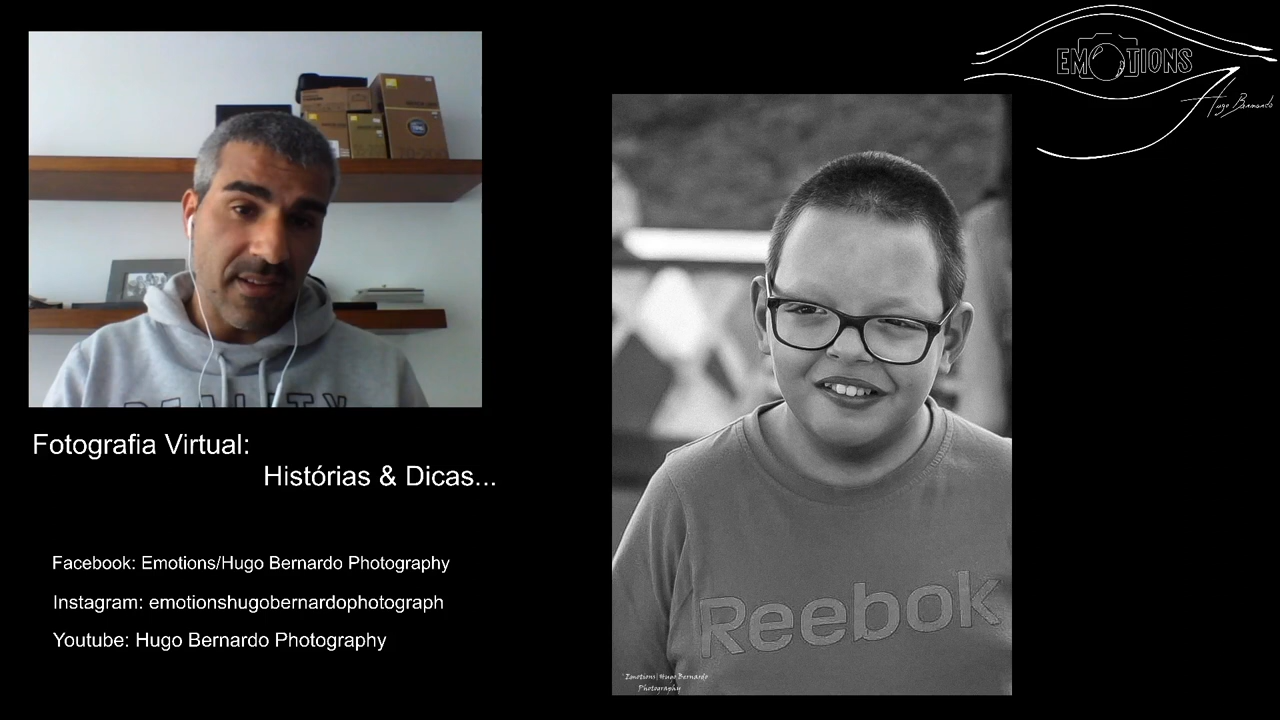 EMOTIONS
Hugo Bernardo
Fotografia Virtual:
Histórias & Dicas...
Facebook: Emotions/Hugo Bernardo Photography
Instagram: emotionshugobernardophotograph
Youtube: Hugo Bernardo Photography
REALITY
Reebok
Emotions|Hugo Bernardo
Photography